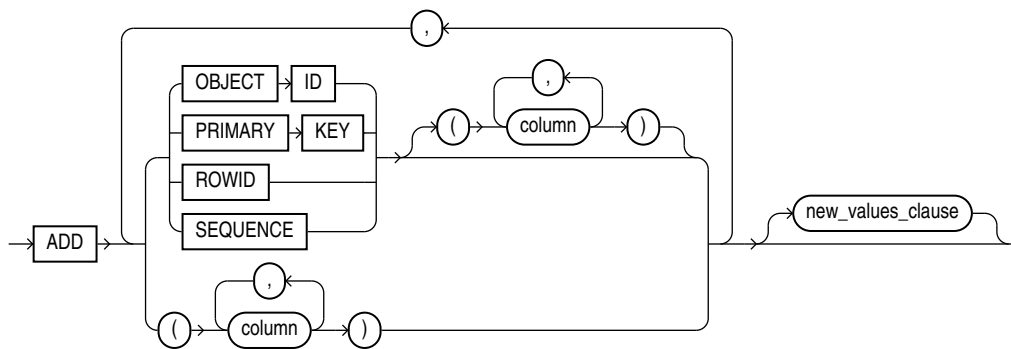 ,
OBJECT ID
,
PRIMARY KEY
( column )
ROWID
new_values_clause
SEQUENCE
ADD
,
( column )